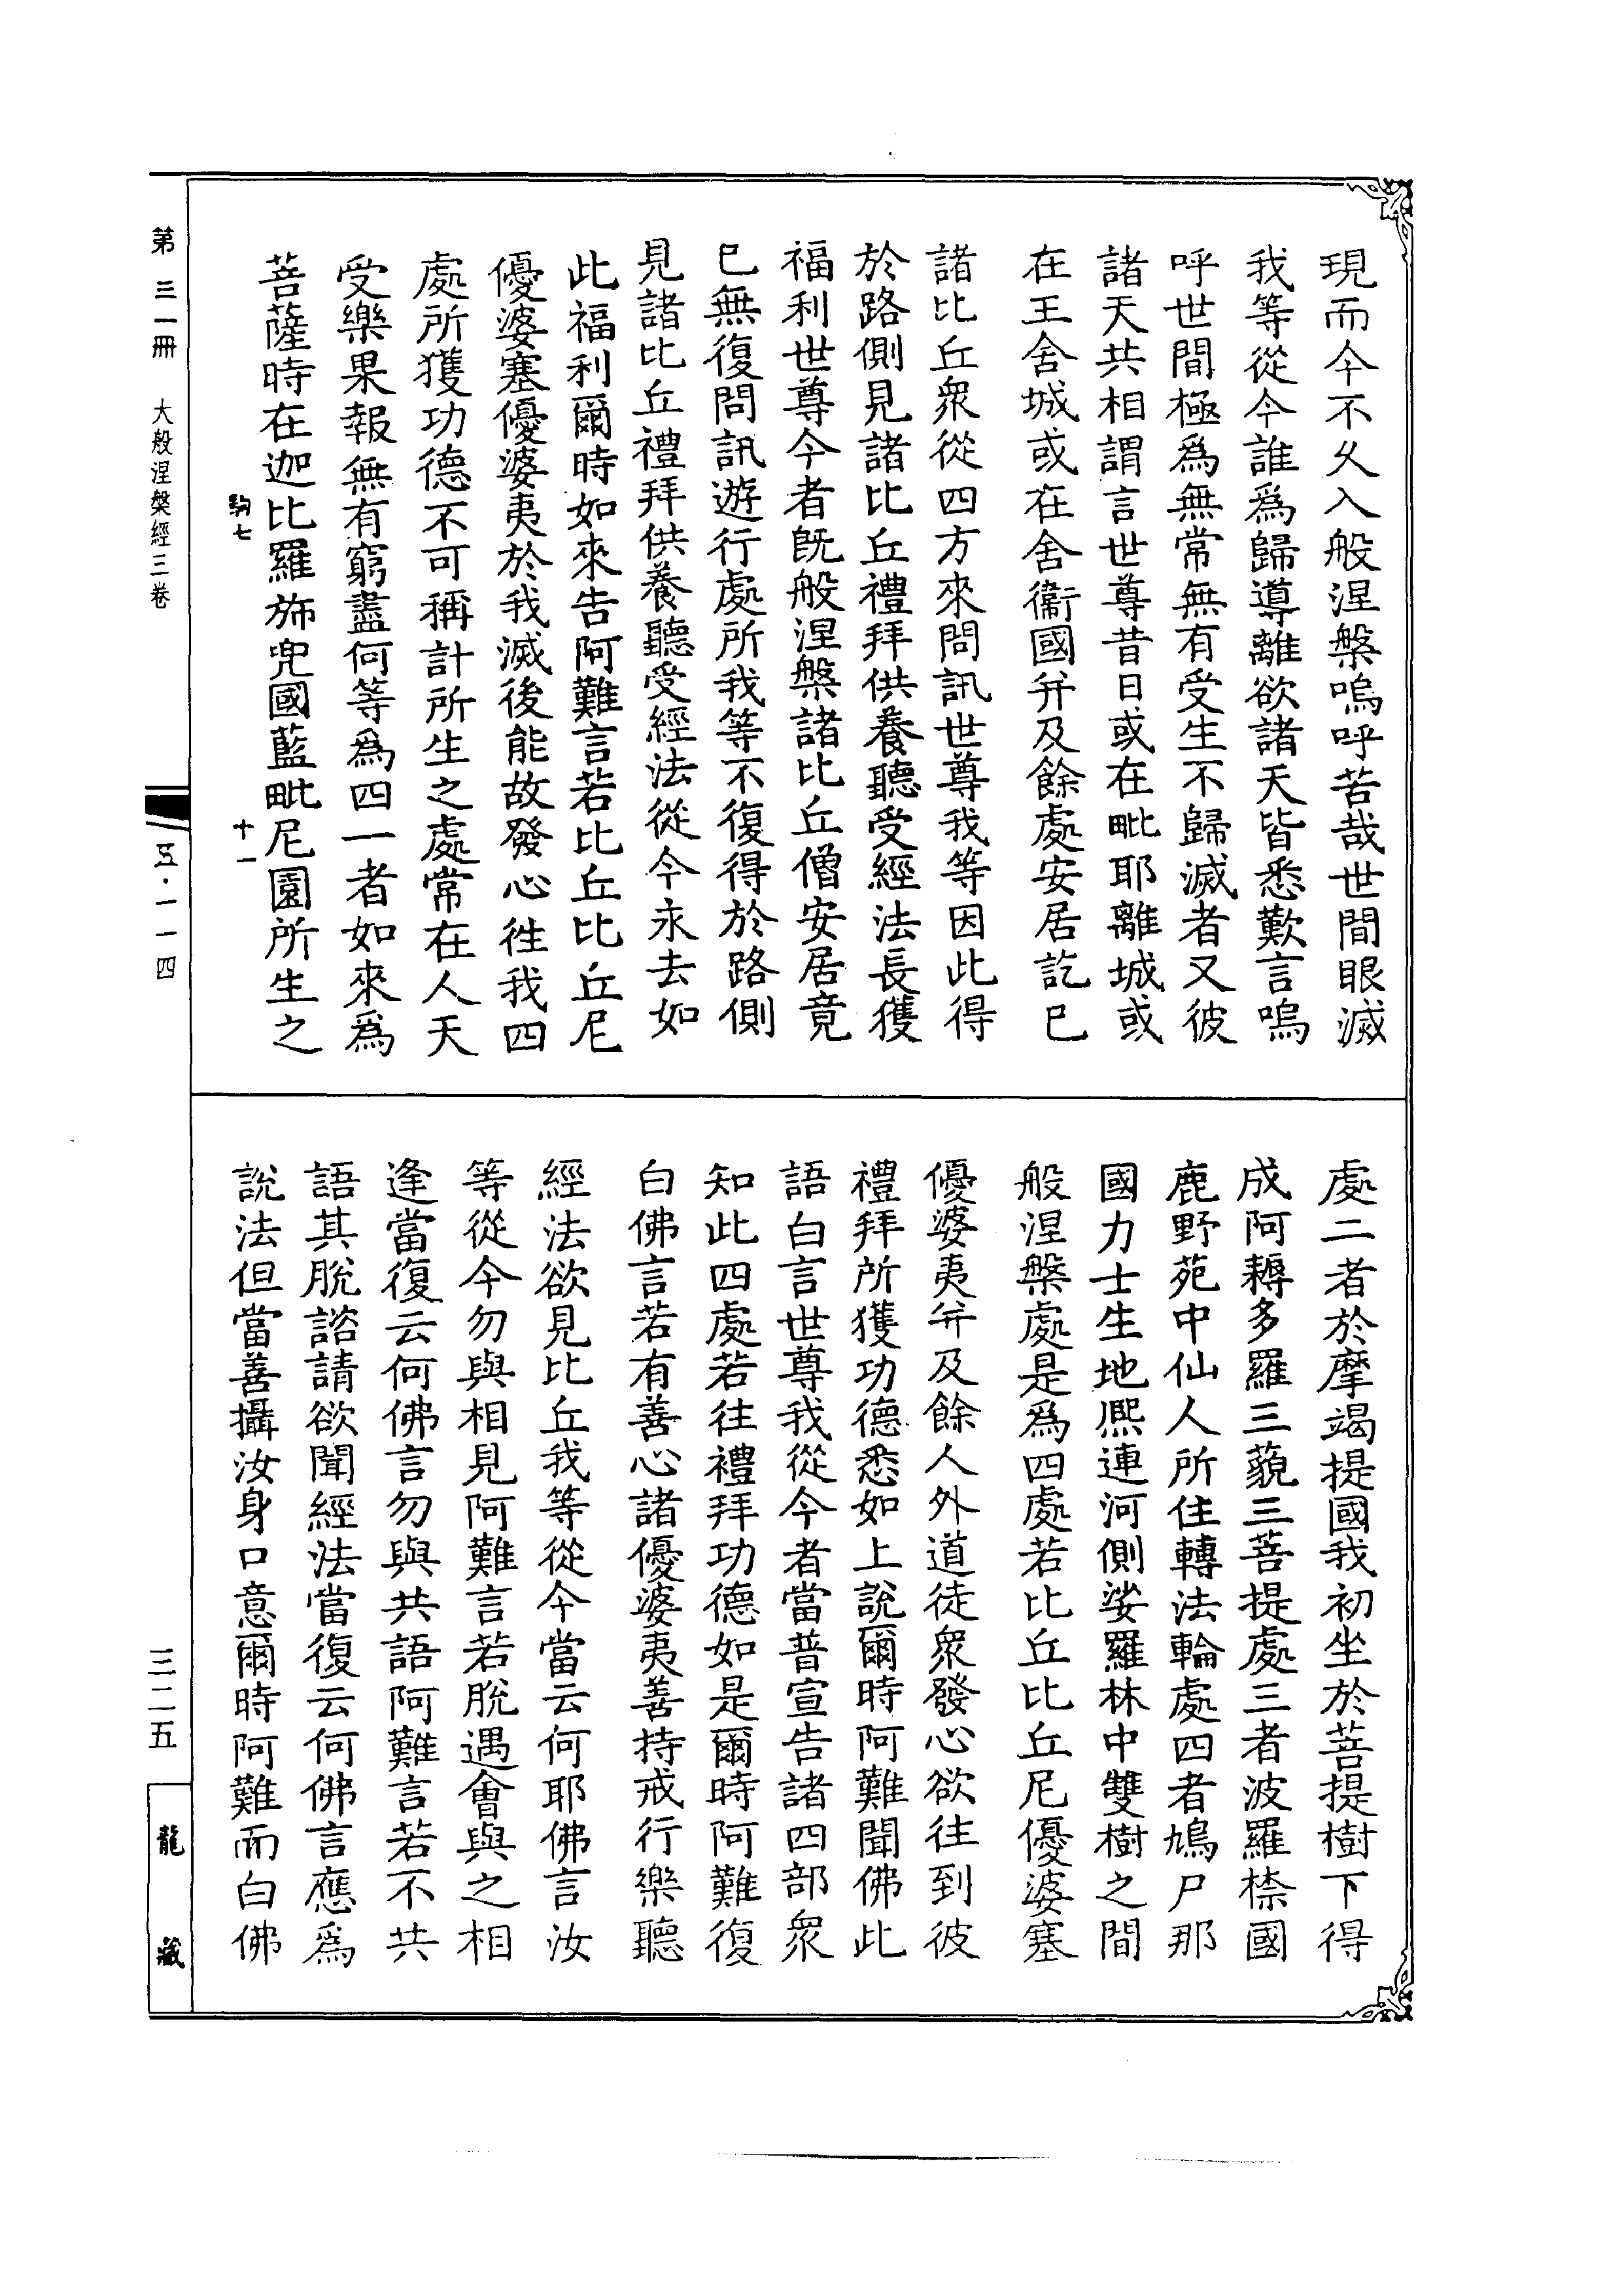 現而今不久入般涅槃嗚呼苦哉世間眼滅
我等從今誰爲歸導離欲諸天皆悉歎言嗚
呼世間極爲無常無有受生不歸滅者又彼
諸天共相謂言世尊昔日或在毗耶離城或
在王舍城或在舍衞國并及餘處安居訖已
諸比丘衆從四方來問訊世尊我等因此得
於路側見諸比丘禮拜供養聽受經法長獲
福利世尊今者旣般涅槃諸比丘僧安居竟
已無復問訊遊行處所我等不復得於路側
見諸比丘禮拜供養聽受經法從今永去如
此福利爾時如來告阿難言若比丘比丘尼
優婆塞優婆夷於我滅後能故發心徃我四
處所獲功德不可稱計所生之處常在人天
受樂果報無有窮盡何等爲四一者如來爲
菩薩時在迦比羅斾兜國藍毗尼園所生之
駒七 十一
處二者於摩竭提國我初坐於菩提樹下得
成阿耨多羅三藐三菩提處三者波羅㮈國
鹿野苑中仙人所住轉法輪處四者鳩尸那
國力士生地熈連河側娑羅林中雙樹之間
般涅槃處是爲四處若比丘比丘尼優婆塞
優婆夷并及餘人外道徒衆發心欲往到彼
禮拜所獲功德悉如上說爾時阿難聞佛此
語白言世尊我從今者當普宣告諸四部衆
知此四處若往禮拜功德如是爾時阿難復
白佛言若有善心諸優婆夷善持戒行樂聽
經法欲見比丘我等從今當云何耶佛言汝
等從今勿與相見阿難言若脫遇會與之相
逢當復云何佛言勿與共語阿難言若不共
語其脫諮請欲聞經法當復云何佛言應爲
說法但當善攝汝身口意爾時阿難而白佛
第三一冊 大般涅槃經三卷
五·一一四
三二五
龍藏